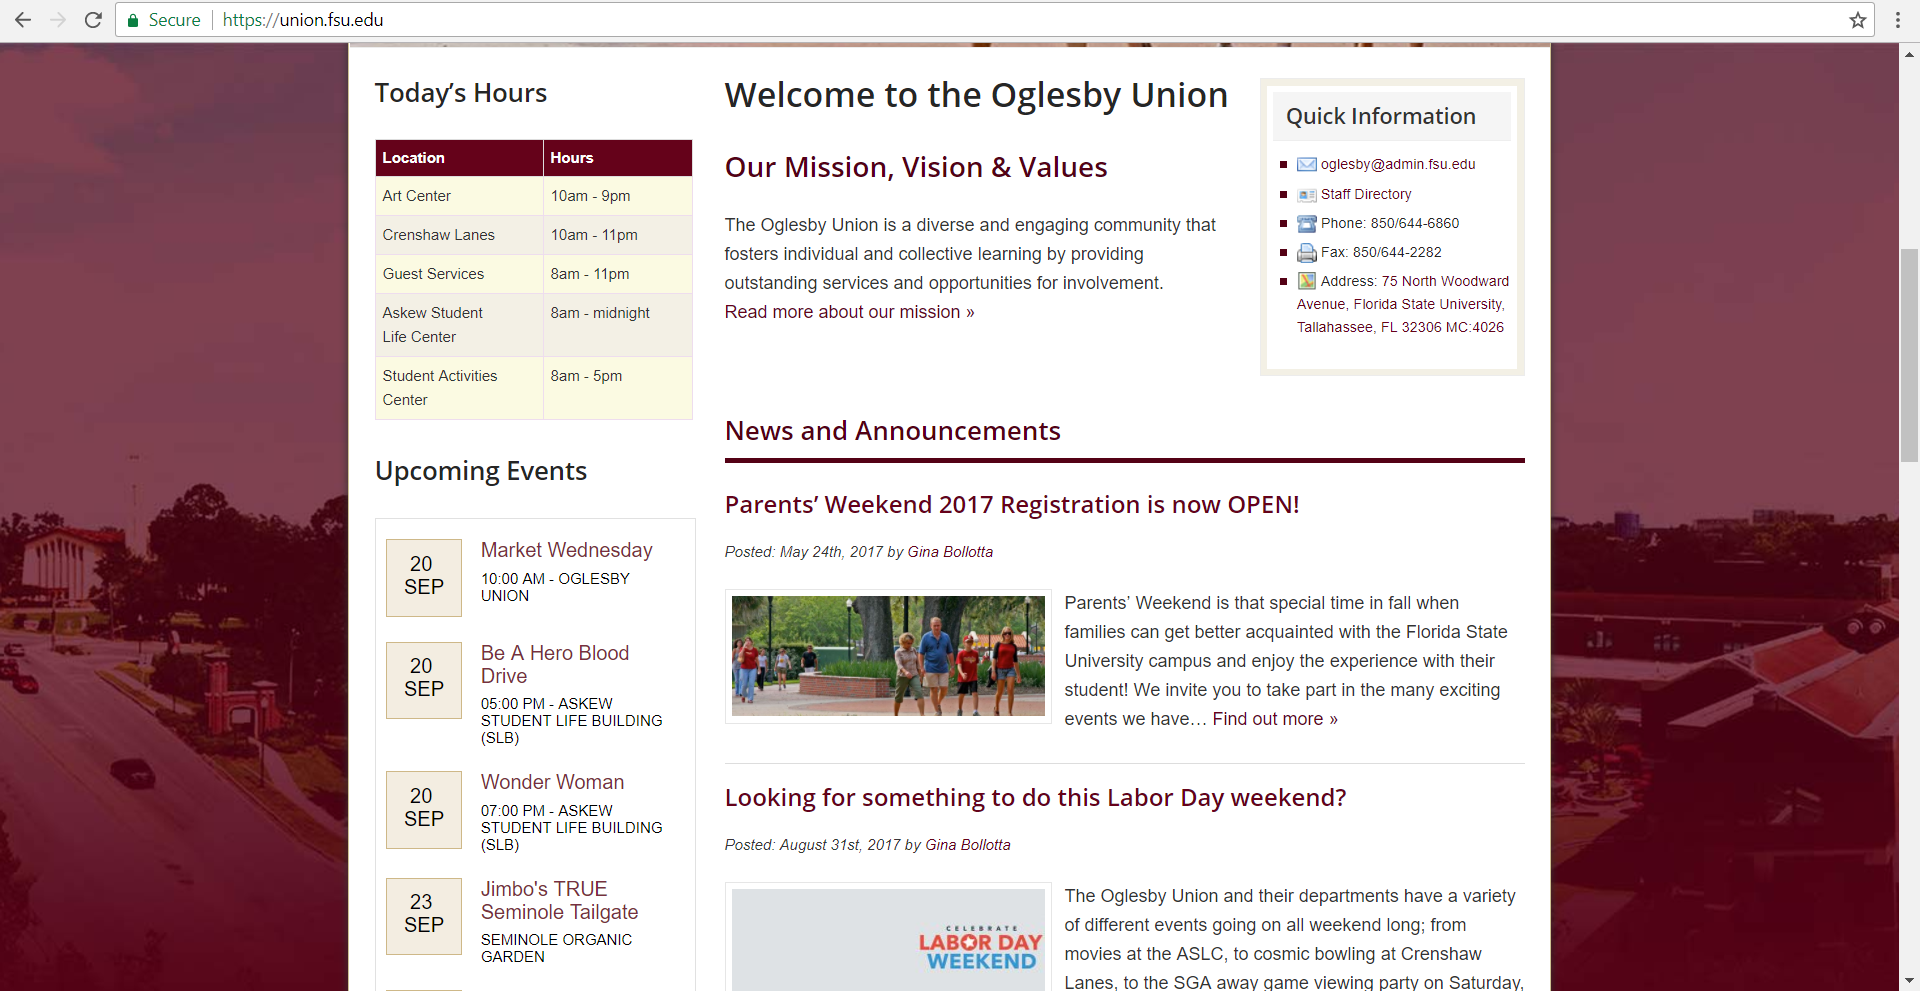 Secure
https://union.fsu.edu
Today's Hours
Location Hours
Art Center 10am - 9pm
Crenshaw Lanes 10am - 11pm
Guest Services 8am - 11pm
Askew Student 8am - midnight
Life Center
Student Activities 8am - 5pm
Center
Upcoming Events
20
SEP
Market Wednesday
10:00 AM - OGLESBY
UNION
20
SEP
Be A Hero Blood
Drive
05:00 PM - ASKEW
STUDENT LIFE BUILDING
(SLB)
20
SEP
Wonder Woman
07:00 PM - ASKEW
STUDENT LIFE BUILDING
(SLB)
23
SEP
Jimbo's TRUE
Seminole Tailgate
SEMINOLE ORGANIC
GARDEN
Welcome to the Oglesby Union
Our Mission, Vision & Values
The Oglesby Union is a diverse and engaging community that
fosters individual and collective learning by providing
outstanding services and opportunities for involvement.
Read more about our mission »
Quick Information
oglesby@admin.fsu.edu
Staff Directory
Phone: 850/644-6860
Fax: 850/644-2282
Address: 75 North Woodward
Avenue, Florida State University,
Tallahassee, FL 32306 MC:4026
News and Announcements
Parents’ Weekend 2017 Registration is now OPEN!
Posted: May 24th, 2017 by Gina Bollotta
Parents’ Weekend is that special time in fall when
families can get better acquainted with the Florida State
University campus and enjoy the experience with their
student! We invite you to take part in the many exciting
events we have… Find out more »
Looking for something to do this Labor Day weekend?
Posted: August 31st, 2017 by Gina Bollotta
CELEBRATE
LABOR DAY
WEEKEND
The Oglesby Union and their departments have a variety
of different events going on all weekend long; from
movies at the ASLC, to cosmic bowling at Crenshaw
Lanes, to the SGA away game viewing party on Saturday,